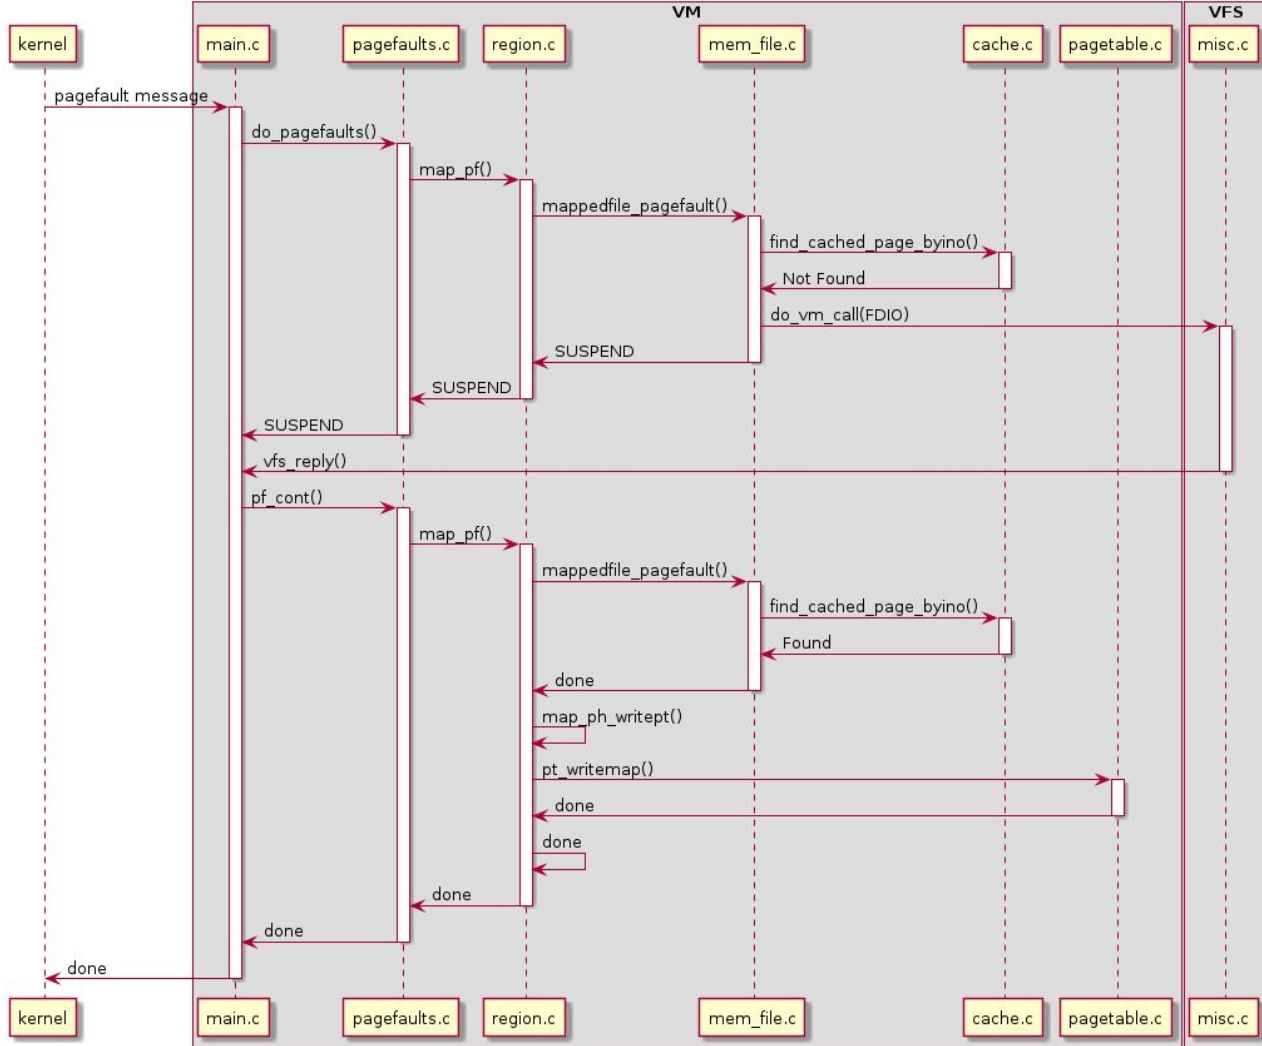 VM
VFS
kernel
main.c
pagefaults.c
region.c
mem_file.c
cache.c
pagetable.c
misc.c
pagefault message
do_pagefaults()
map_pf()
mappedfile_pagefault()
find_cached_page_byino()
Not Found
do_vm_call(FDIO)
SUSPEND
SUSPEND
SUSPEND
vfs_reply()
pf_cont()
map_pf()
mappedfile_pagefault()
find_cached_page_byino()
Found
done
map_ph_writept()
pt_writemap()
done
done
done
done
done
kernel
main.c
pagefaults.c
region.c
mem_file.c
cache.c
pagetable.c
misc.c